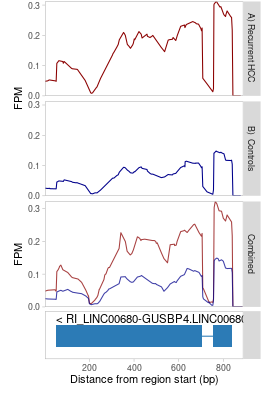 0.3
0.2
0.1
0.0
FPM
A) Recurrent HCC
0.3
0.2
0.1
0.0
B) Controls
0.3
0.2
0.1
0.0
FPM
Combined
< RI_LINC00680-GUSBP4.LINC00680
200
400
600
800
Distance from region start (bp)